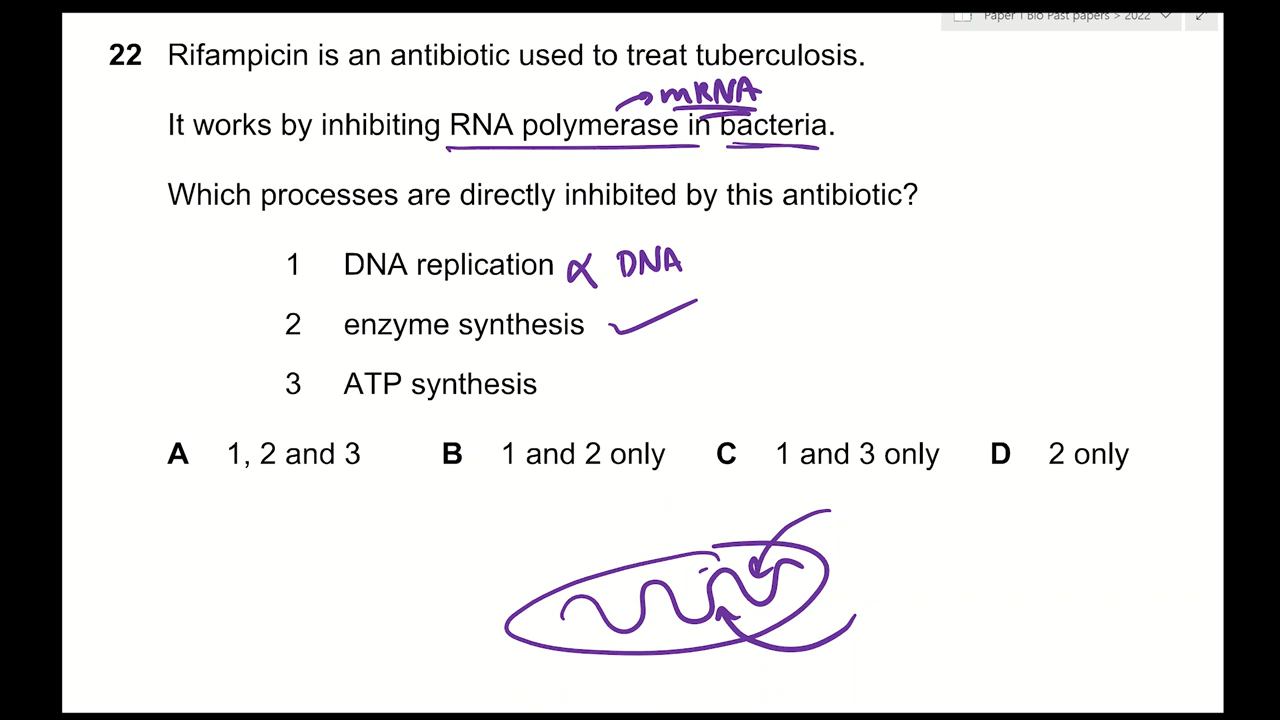 Paper 1 Bio Past papers > 2022
22 Rifampicin is an antibiotic used to treat tuberculosis.
mRNA
It works by inhibiting RNA polymerase in bacteria.
Which processes are directly inhibited by this antibiotic?
1 DNA replication DNA
2 enzyme synthesis
3 ATP synthesis
A 1, 2 and 3 B 1 and 2 only C 1 and 3 only D 2 only